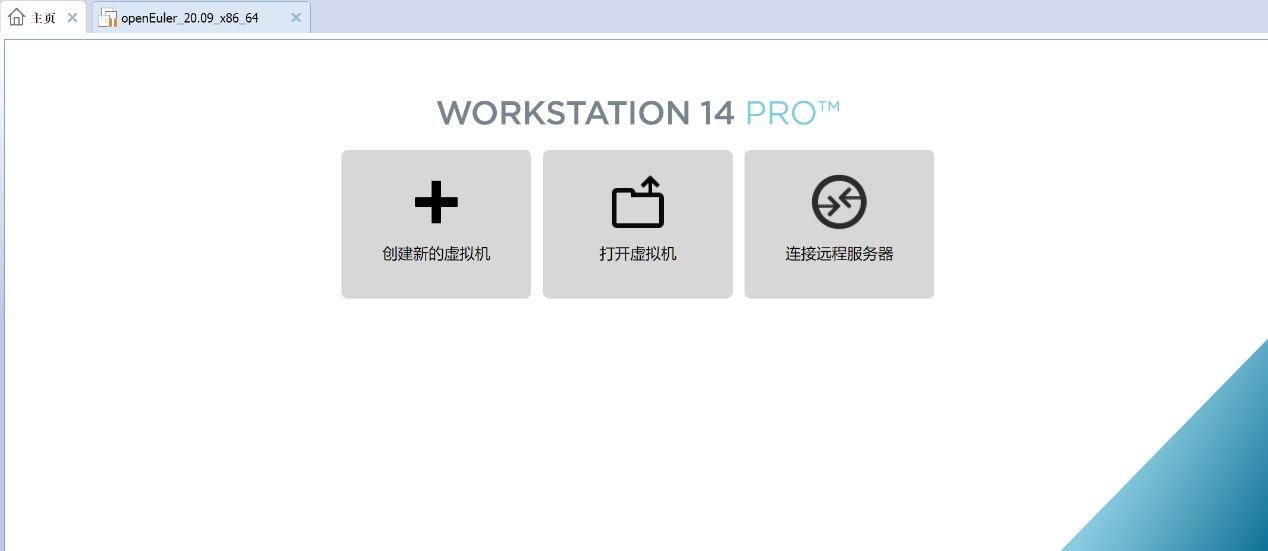 主页
openEuler_20.09_x86_64
WORKSTATION 14 PRO™
创建新的虚拟机
打开虚拟机
连接远程服务器